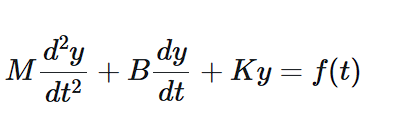 M d²y/dt² + B dy/dt + Ky = f(t)